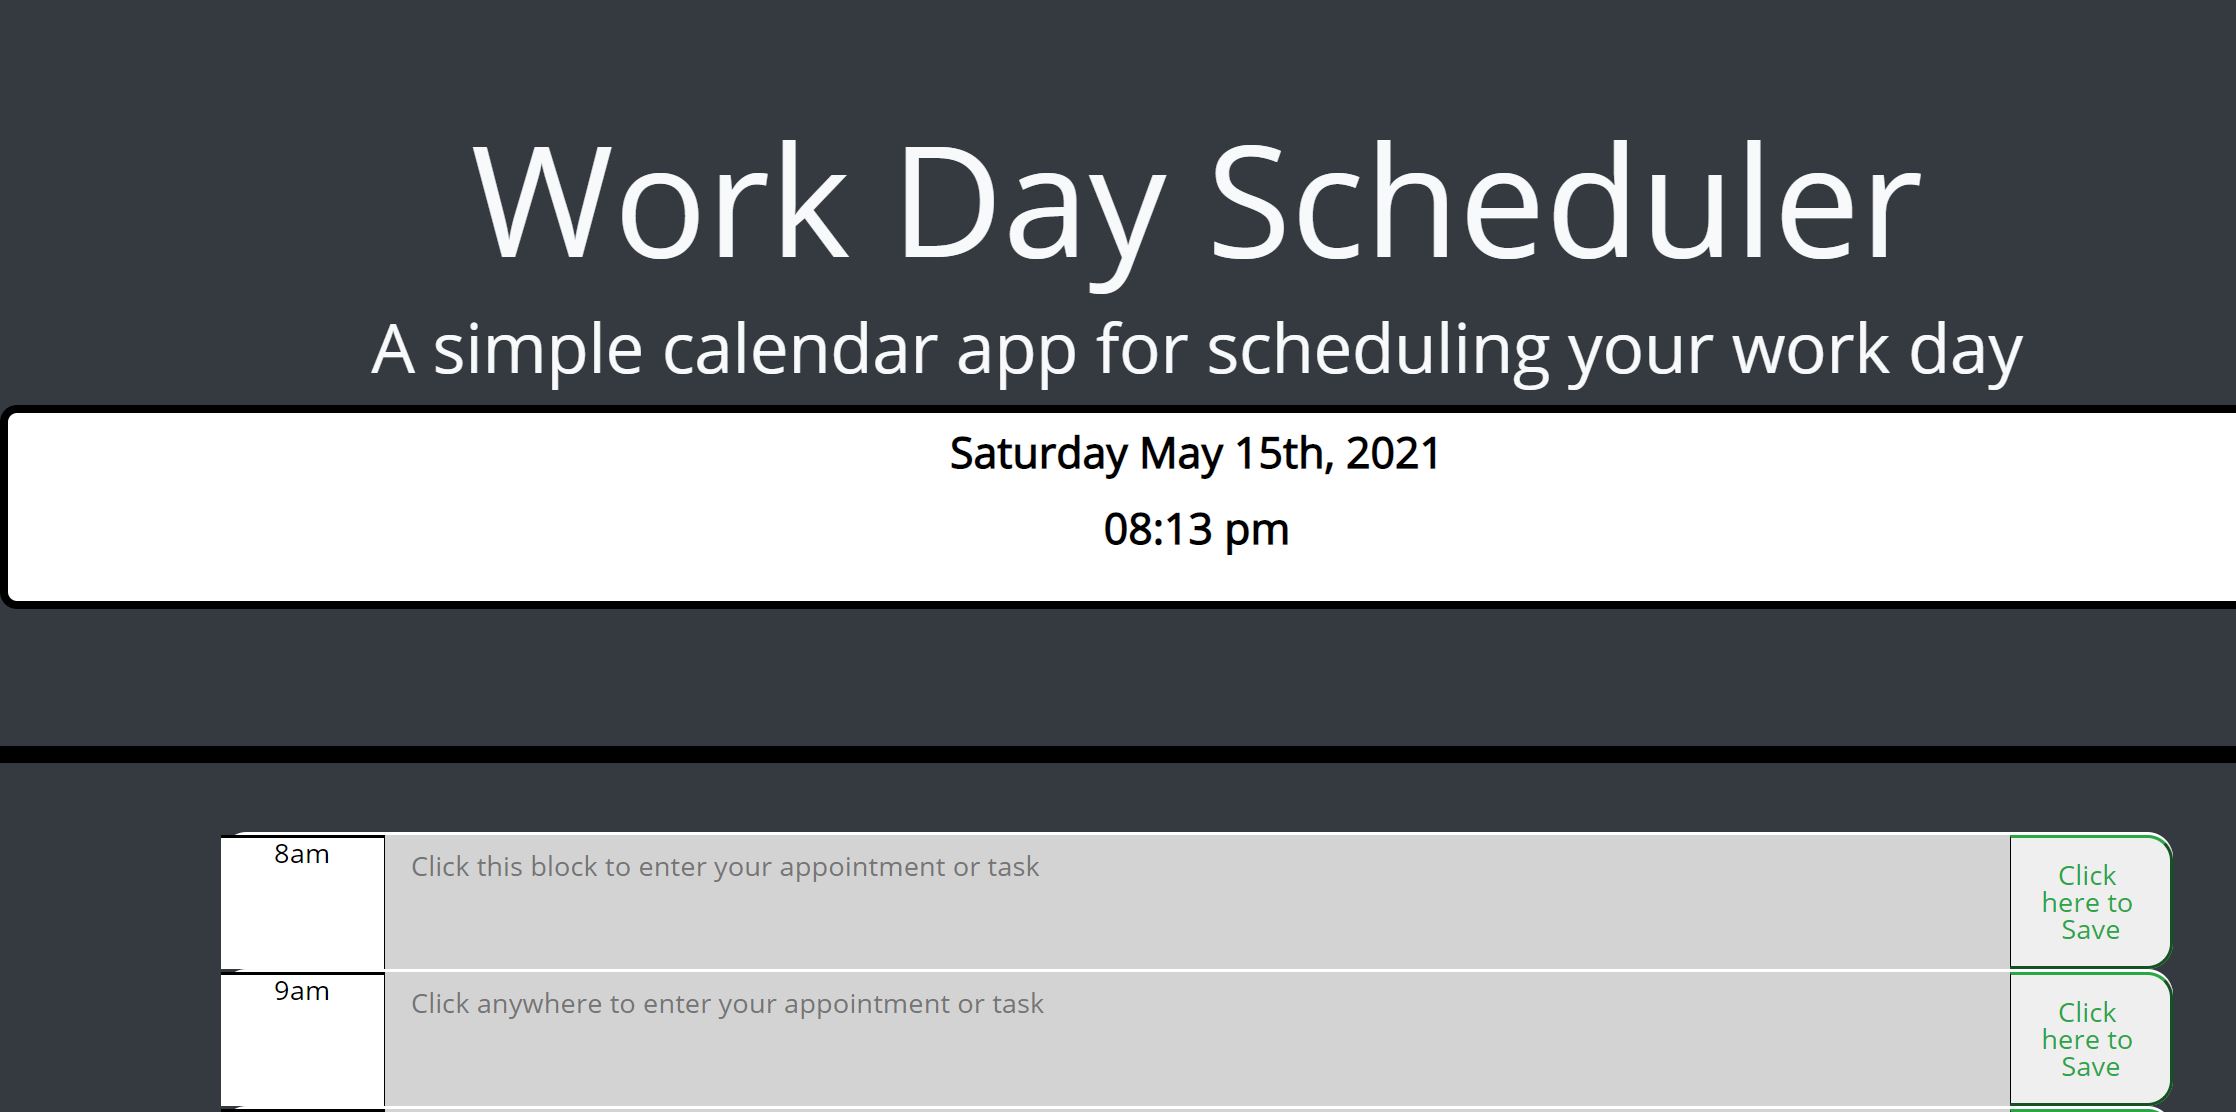 Work Day Scheduler
A simple calendar app for scheduling your work day
Saturday May 15th, 2021
08:13 pm
8am
Click this block to enter your appointment or task
Click
here to
Save
9am
Click anywhere to enter your appointment or task
Click
here to
Save